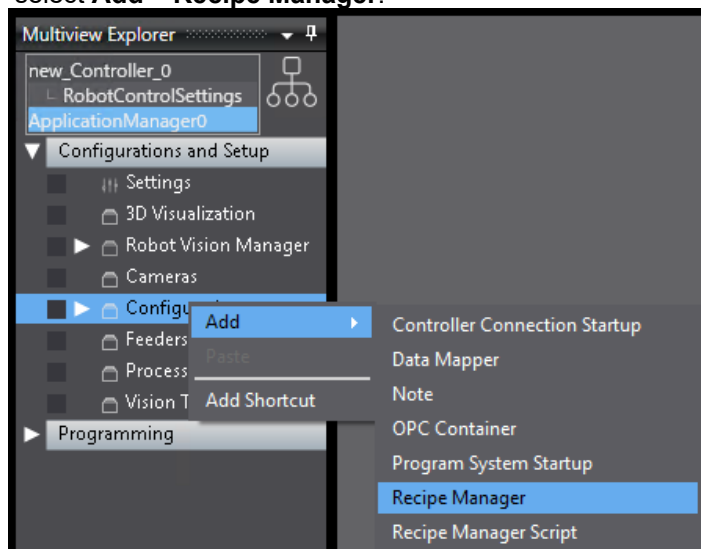 select Add – Recipe Manager.
Multiview Explorer
new_Controller_0
RobotControlSettings
ApplicationManager0
Configurations and Setup
Settings
3D Visualization
Robot Vision Manager
Cameras
Add
Controller Connection Startup
Feeders
Paste
Data Mapper
Process
Note
Vision T
Add Shortcut
OPC Container
Programming
Program System Startup
Recipe Manager
Recipe Manager Script